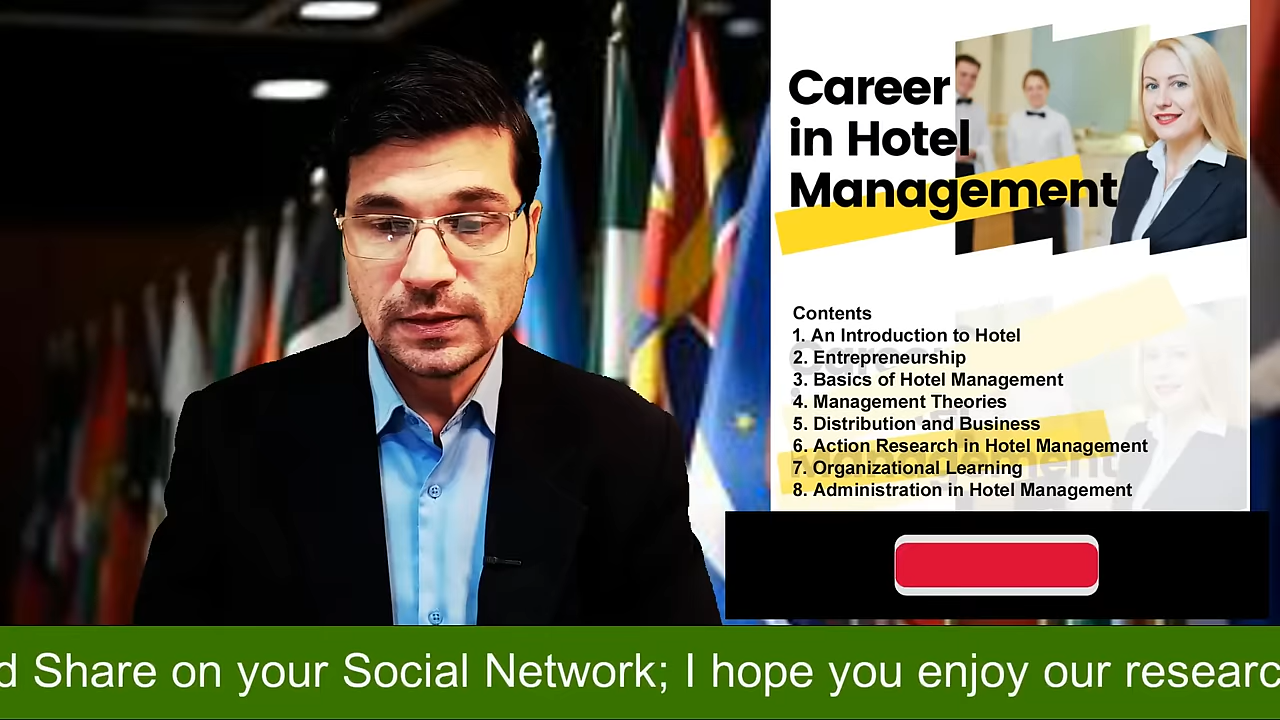 Career
in Hotel
Management
Contents
1. An Introduction to Hotel
2. Entrepreneurship
3. Basics of Hotel Management
4. Management Theories
5. Distribution and Business
6. Action Research in Hotel Management
7. Organizational Learning
8. Administration in Hotel Management
d Share on your Social Network; I hope you enjoy our researc